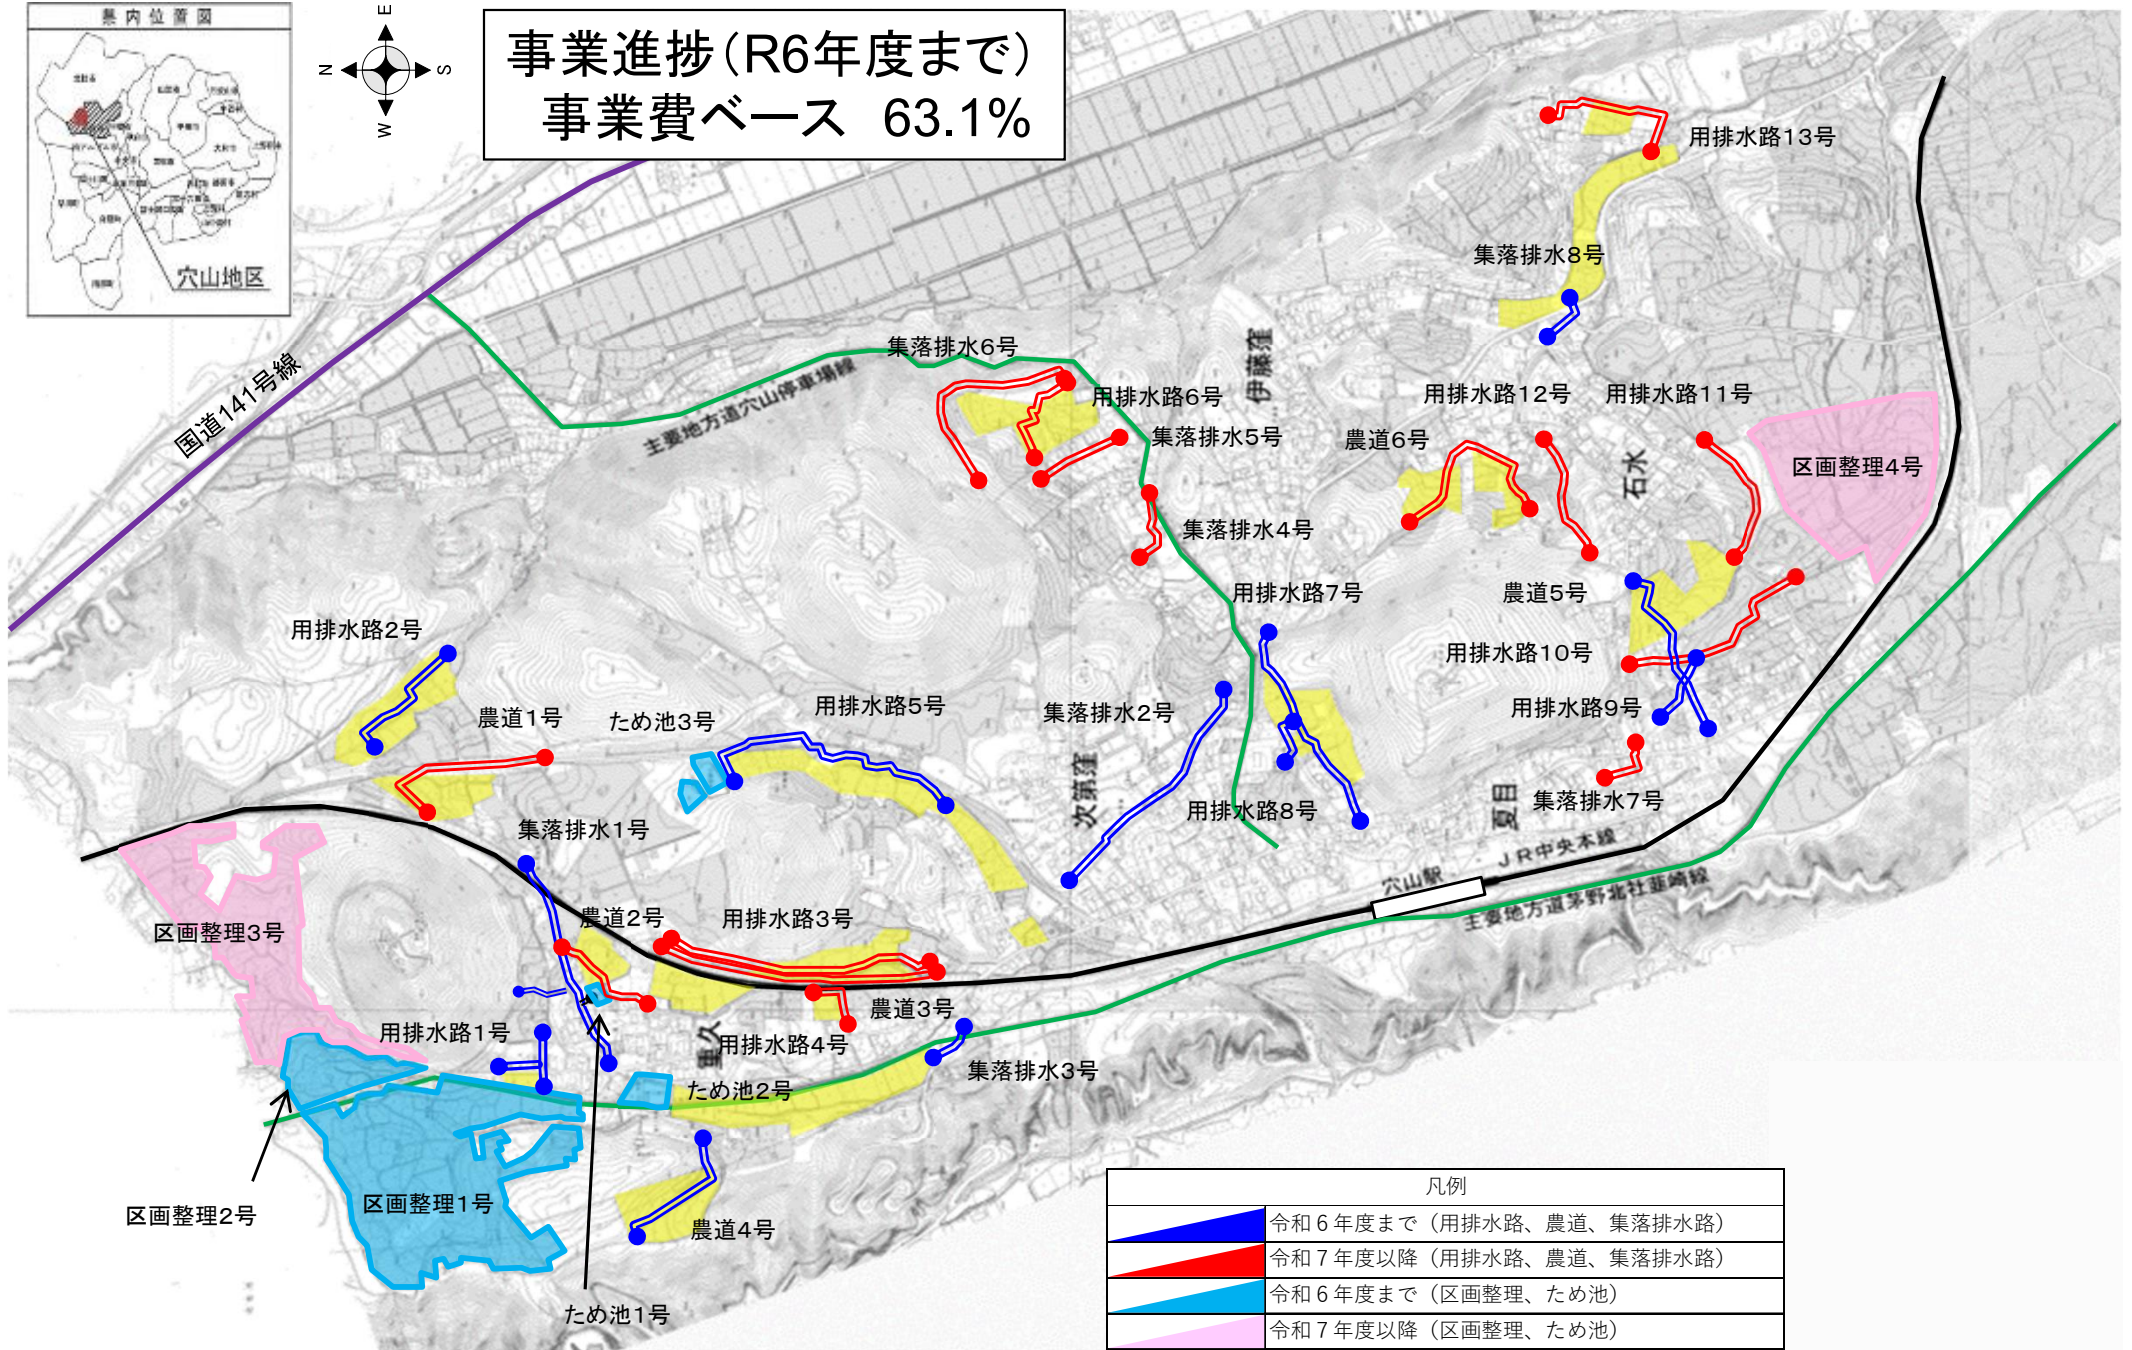 県内位置図
穴山地区
E
N
S
W
事業進捗（R6年度まで）
事業費ベース 63.1%
国道141号線
主要地方道穴山停車場線
用排水路13号
集落排水8号
伊藤窪
集落排水6号
用排水路6号
集落排水5号
集落排水4号
農道6号
用排水路12号
用排水路11号
石水
区画整理4号
用排水路7号
農道5号
用排水路10号
用排水路9号
集落排水7号
夏目
用排水路2号
農道1号
ため池3号
用排水路5号
集落排水2号
次第窪
用排水路8号
集落排水1号
農道2号
用排水路3号
穴山駅
ＪＲ中央本線
主要地方道茅野北社韮崎線
区画整理3号
用排水路1号
重久
用排水路4号
農道3号
集落排水3号
ため池2号
区画整理2号
区画整理1号
農道4号
ため池1号
凡例
令和６年度まで（用排水路、農道、集落排水路）
令和７年度以降（用排水路、農道、集落排水路）
令和６年度まで（区画整理、ため池）
令和７年度以降（区画整理、ため池）